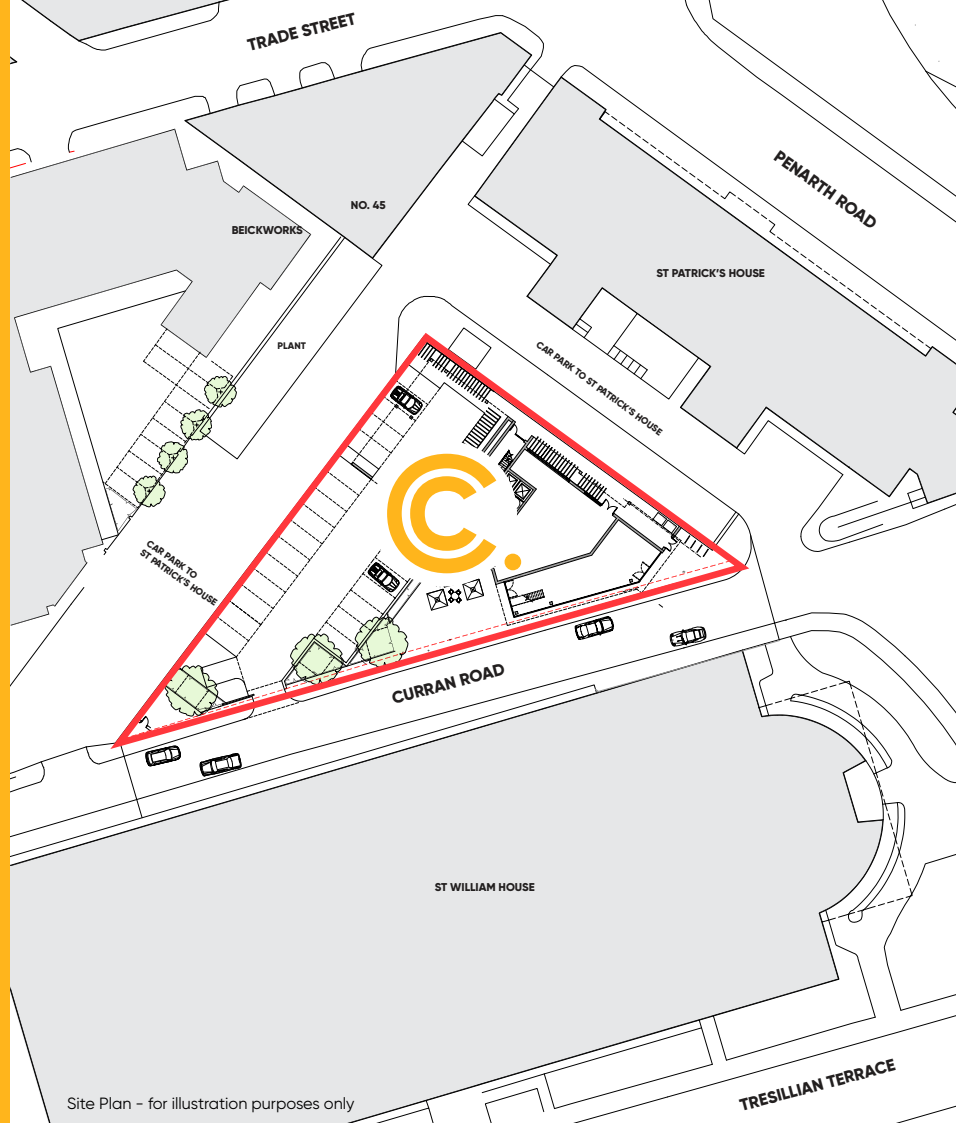 TRADE STREET
PENARTH ROAD
NO. 45
BEICKWORKS
ST PATRICK'S HOUSE
PLANT
CAR PARK TO ST PATRICK'S HOUSE
C.
CAR PARK TO
ST PATRICK'S HOUSE
CURRAN ROAD
ST WILLIAM HOUSE
TRESILLIAN TERRACE
Site Plan - for illustration purposes only